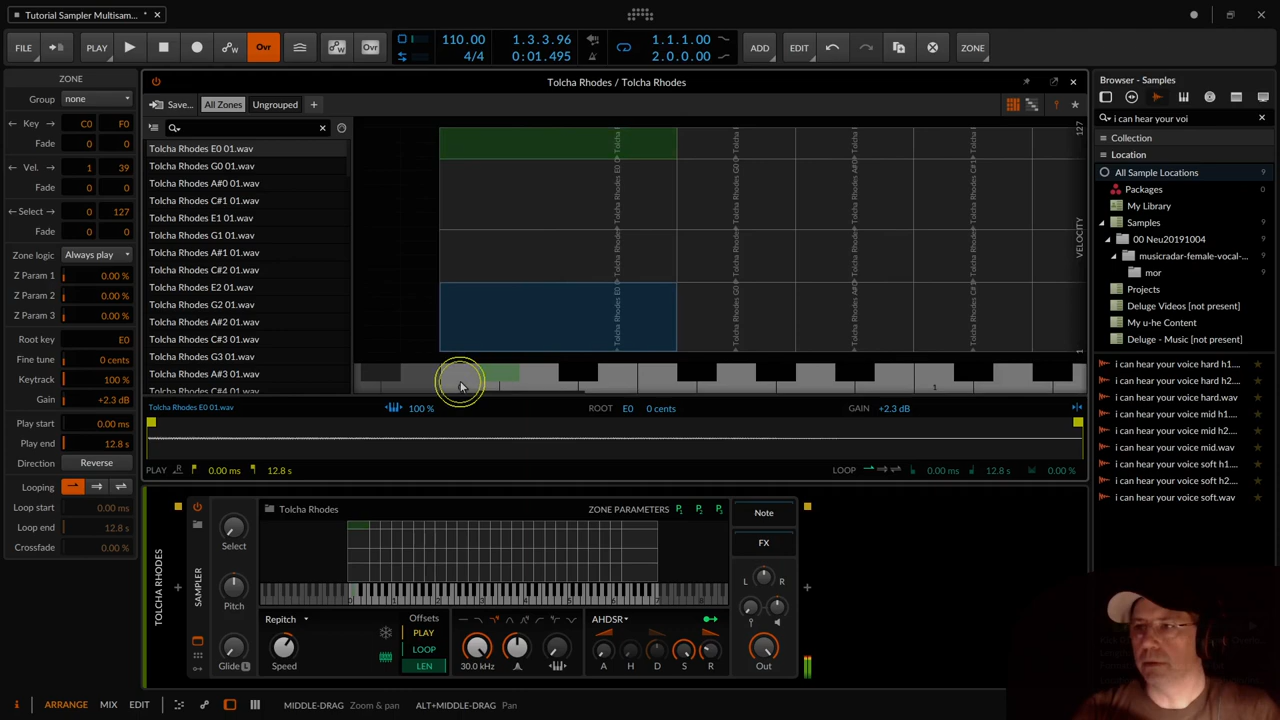 Tutorial Sampler Multisam... *
FILE
PLAY
Ovr
Ovr
110.00
4/4
1.3.3.96
0:01.495
1.1.1.00
2.0.0.00
ADD
EDIT
ZONE
ZONE
Group none
← Key → C0 F0
Fade 0 0
← Vel. → 1 39
Fade 0 0
← Select → 0 127
Fade 0 0
Zone logic Always play
Z Param 1 0.00 %
Z Param 2 0.00 %
Z Param 3 0.00 %
Root key E0
Fine tune 0 cents
Keytrack 100 %
Gain +2.3 dB
Play start 0.00 ms
Play end 12.8 s
Direction Reverse
Looping
Loop start 0.00 ms
Loop end 12.8 s
Crossfade 0.00 %
Tolcha Rhodes / Tolcha Rhodes
Save... All Zones Ungrouped +
Tolcha Rhodes E0 01.wav
Tolcha Rhodes G0 01.wav
Tolcha Rhodes A#0 01.wav
Tolcha Rhodes C#1 01.wav
Tolcha Rhodes E1 01.wav
Tolcha Rhodes G1 01.wav
Tolcha Rhodes A#1 01.wav
Tolcha Rhodes C#2 01.wav
Tolcha Rhodes E2 01.wav
Tolcha Rhodes G2 01.wav
Tolcha Rhodes A#2 01.wav
Tolcha Rhodes C#3 01.wav
Tolcha Rhodes G3 01.wav
Tolcha Rhodes A#3 01.wav
Tolcha Rhodes C#4 01.wav
127
VELOCITY
1
1
Tolcha Rhodes E0 01.wav
100 %
ROOT E0 0 cents
GAIN +2.3 dB
PLAY 0.00 ms 12.8 s
LOOP 0.00 ms 12.8 s 0.00 %
TOLCHA RHODES
SAMPLER
Select
Pitch
Glide L
Tolcha Rhodes
ZONE PARAMETERS
Repitch
Speed
Offsets
PLAY
LOOP
LEN
30.0 kHz
AHDSR
A H D S R
Note
FX
L R
Out
Browser - Samples
i can hear your voi
Collection
Location
All Sample Locations 9
Packages
My Library
Samples 9
00 Neu20191004 9
musicradar-female-vocal-... 9
mor 9
Projects
Deluge Videos [not present]
My u-he Content
Deluge - Music [not present]
i can hear your voice hard h1....
i can hear your voice hard h2....
i can hear your voice hard.wav
i can hear your voice mid h1....
i can hear your voice mid h2....
i can hear your voice mid.wav
i can hear your voice soft h1....
i can hear your voice soft h2....
i can hear your voice soft.wav
i ARRANGE MIX EDIT
MIDDLE-DRAG Zoom & pan ALT+MIDDLE-DRAG Pan